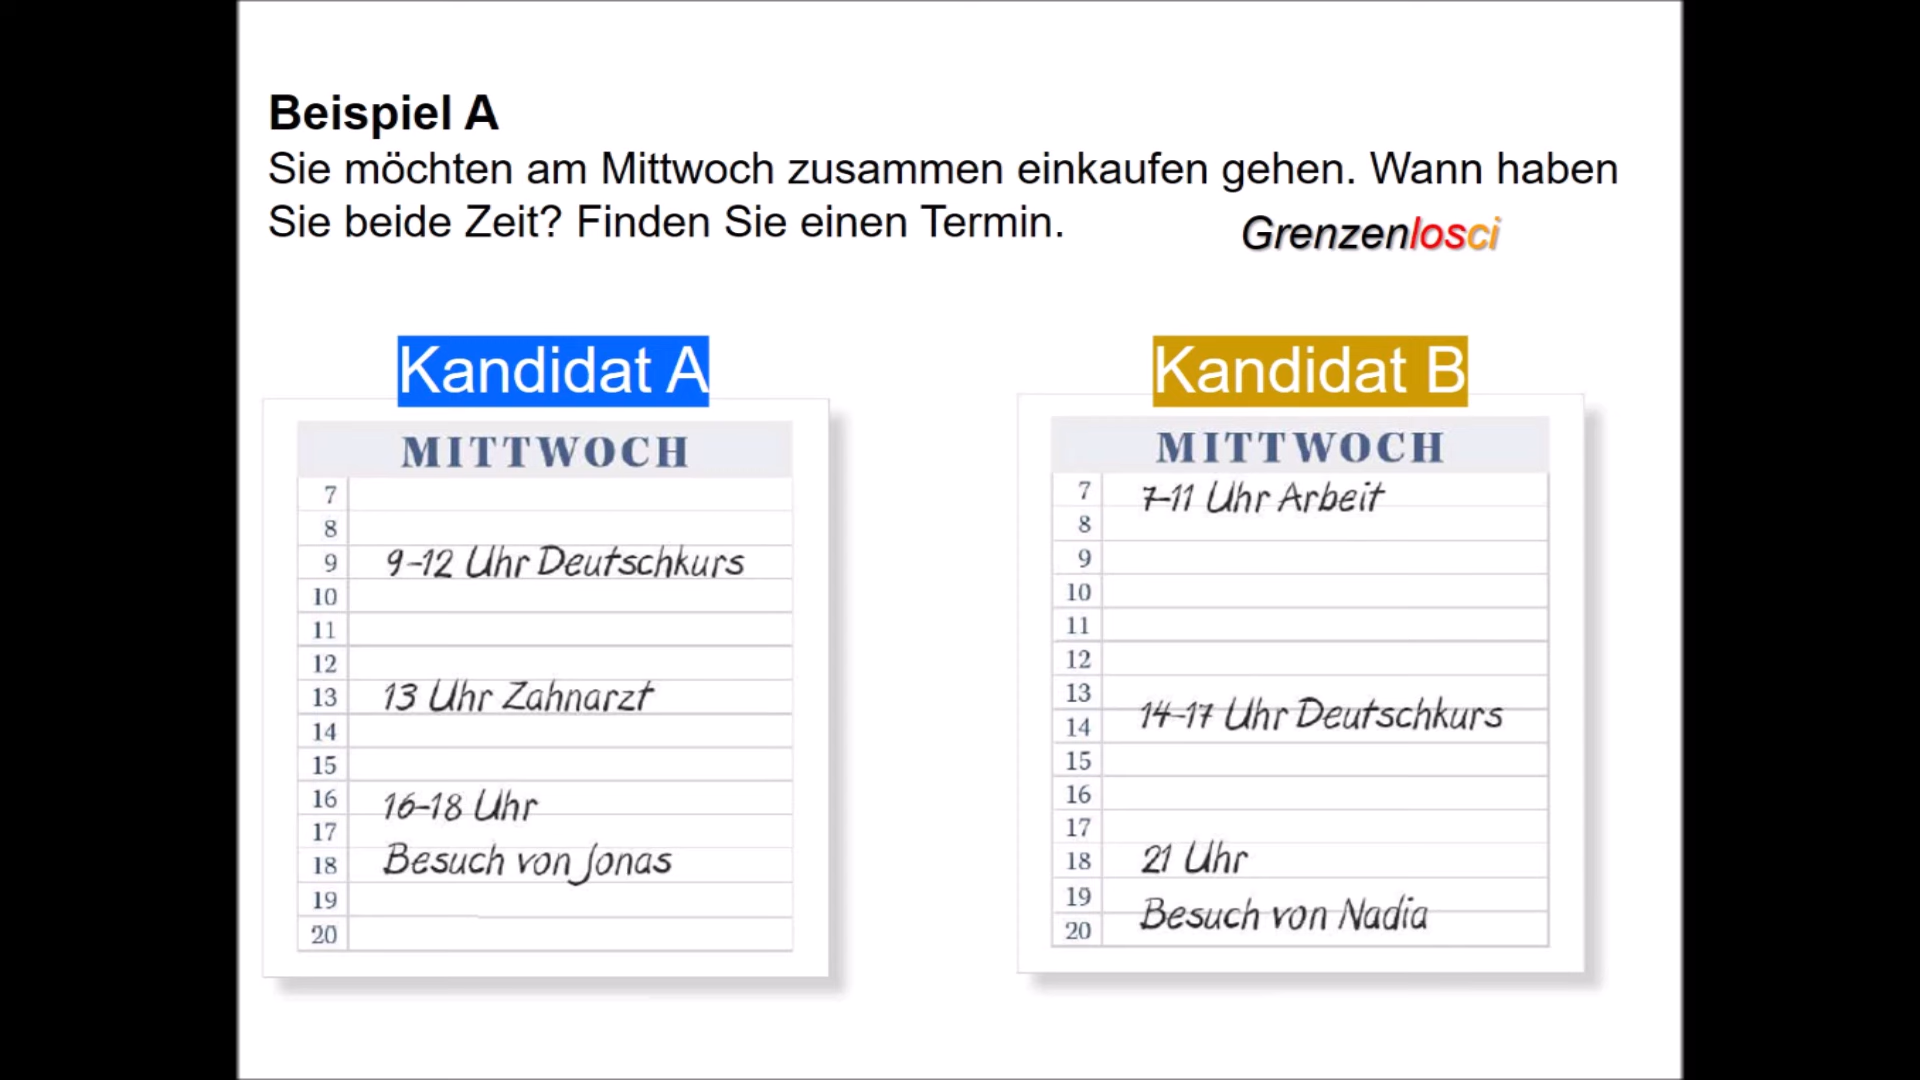 Beispiel A
Sie möchten am Mittwoch zusammen einkaufen gehen. Wann haben
Sie beide Zeit? Finden Sie einen Termin.
Grenzenlosci
Kandidat A
MITTWOCH
7
8
9 9-12 Uhr Deutschkurs
10
11
12
13 13 Uhr Zahnarzt
14
15
16 16-18 Uhr
17
18 Besuch von Jonas
19
20
Kandidat B
MITTWOCH
7 7-11 Uhr Arbeit
8
9
10
11
12
13
14 14-17 Uhr Deutschkurs
15
16
17
18 21 Uhr
19
20 Besuch von Nadia